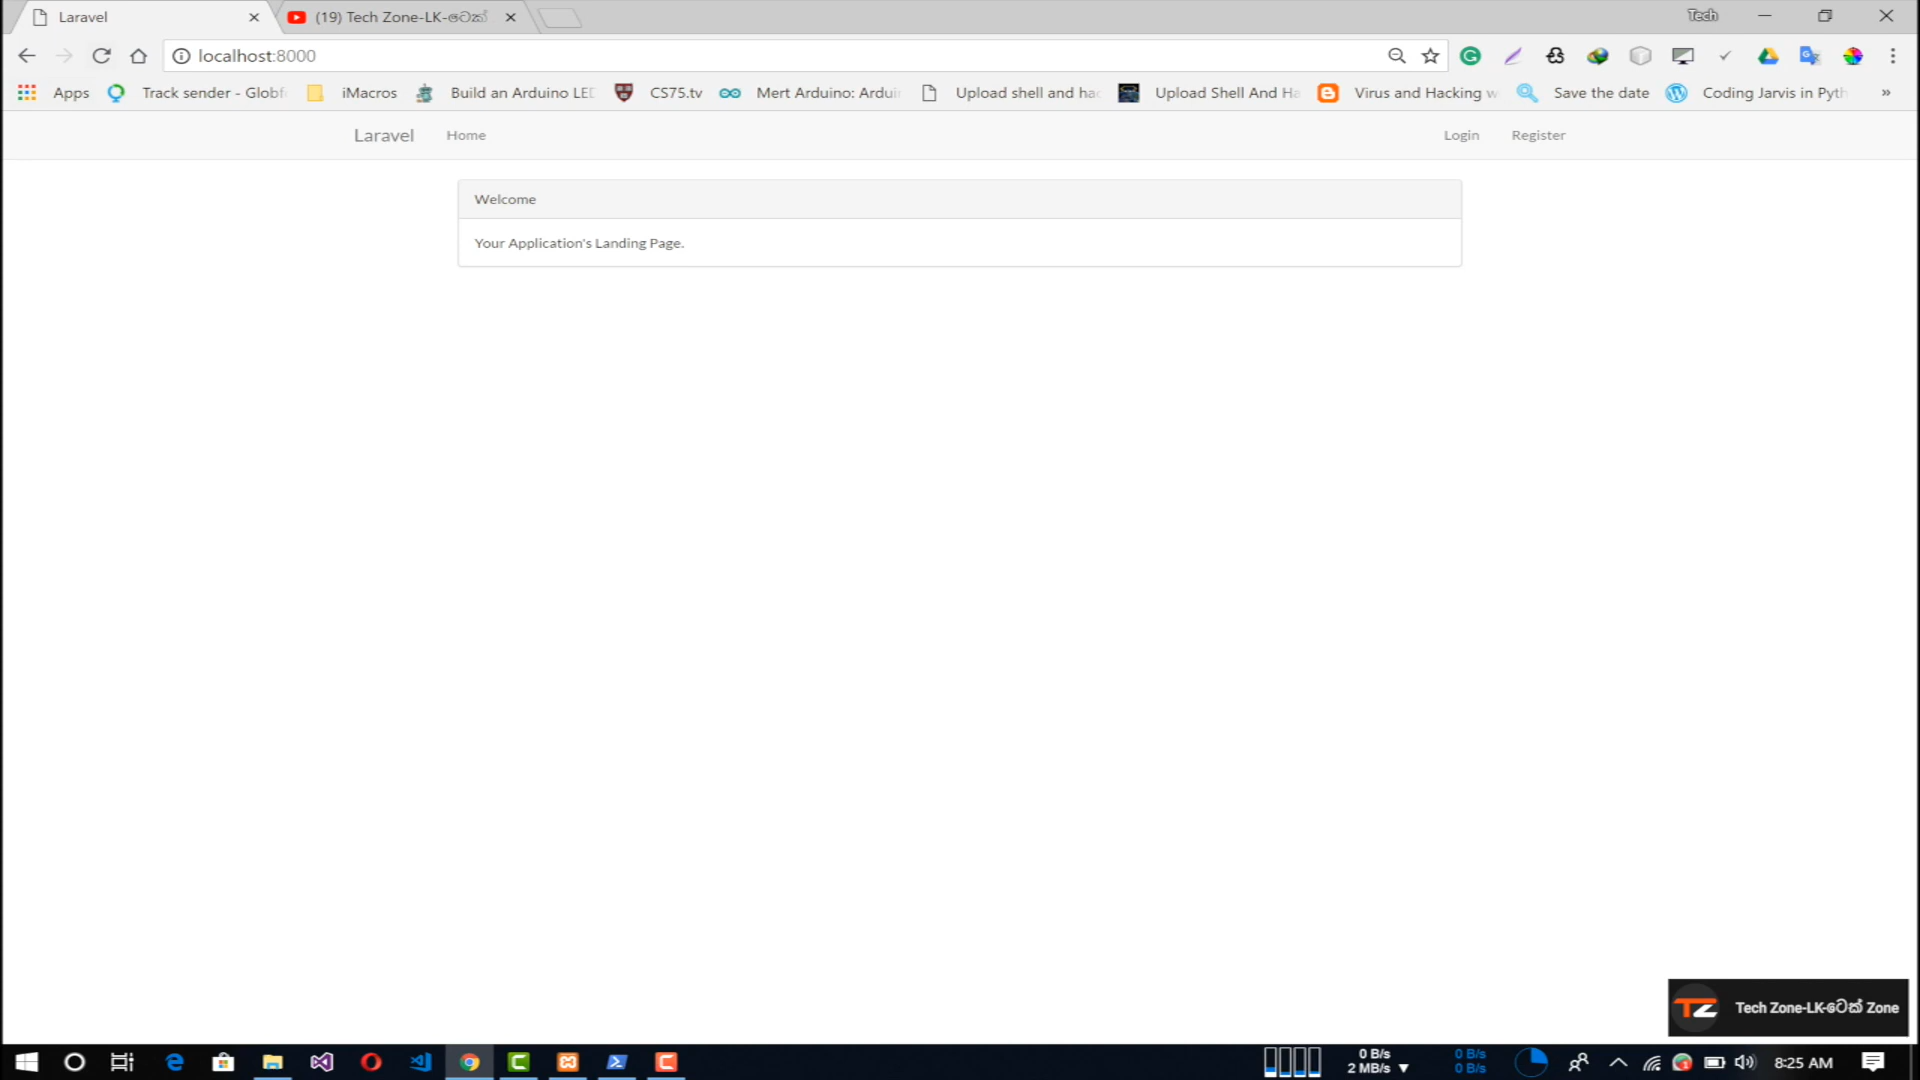 Laravel
(19) Tech Zone-LK-ටෙක්
Tech
localhost:8000
Apps
Track sender - Globf
iMacros
Build an Arduino LED
CS75.tv
Mert Arduino: Ardui
Upload shell and hac
Upload Shell And Ha
Virus and Hacking w
Save the date
Coding Jarvis in Pyth
»
Laravel
Home
Login
Register
Welcome
Your Application's Landing Page.
TZ
Tech Zone-LK-ටෙක් Zone
0 B/s
2 MB/s
0 B/s
0 B/s
8:25 AM